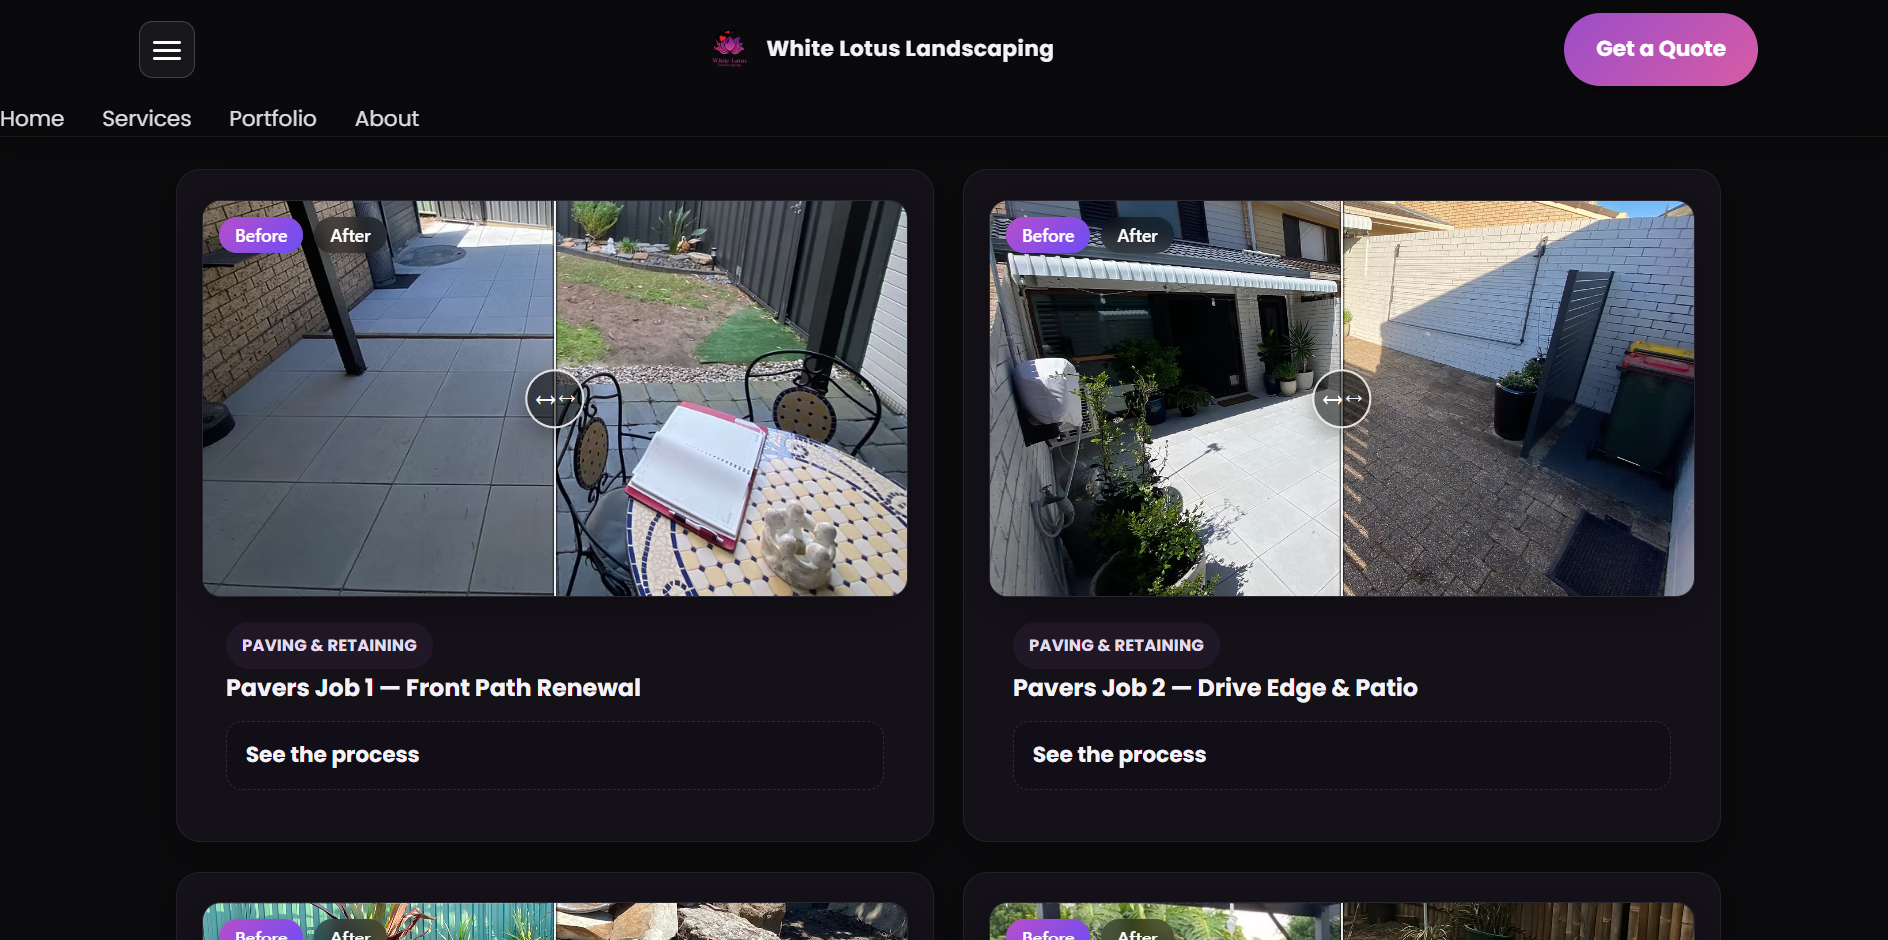 White Lotus
White Lotus Landscaping
Get a Quote
Home
Services
Portfolio
About
Before
After
Before
After
PAVING & RETAINING
Pavers Job 1 — Front Path Renewal
See the process
PAVING & RETAINING
Pavers Job 2 — Drive Edge & Patio
See the process
Before
After
Before
After